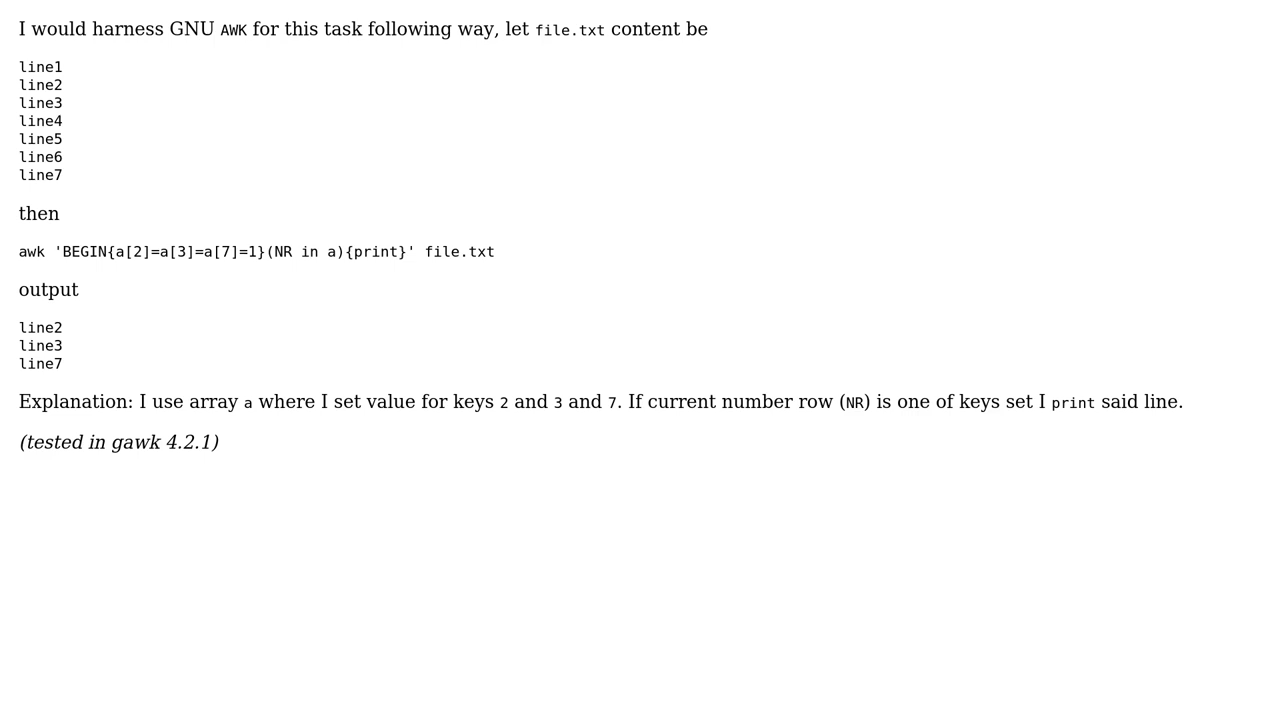 I would harness GNU AWK for this task following way, let file.txt content be
line1
line2
line3
line4
line5
line6
line7
then
awk 'BEGIN{a[2]=a[3]=a[7]=1}(NR in a){print}' file.txt
output
line2
line3
line7
Explanation: I use array a where I set value for keys 2 and 3 and 7. If current number row (NR) is one of keys set I print said line.
(tested in gawk 4.2.1)